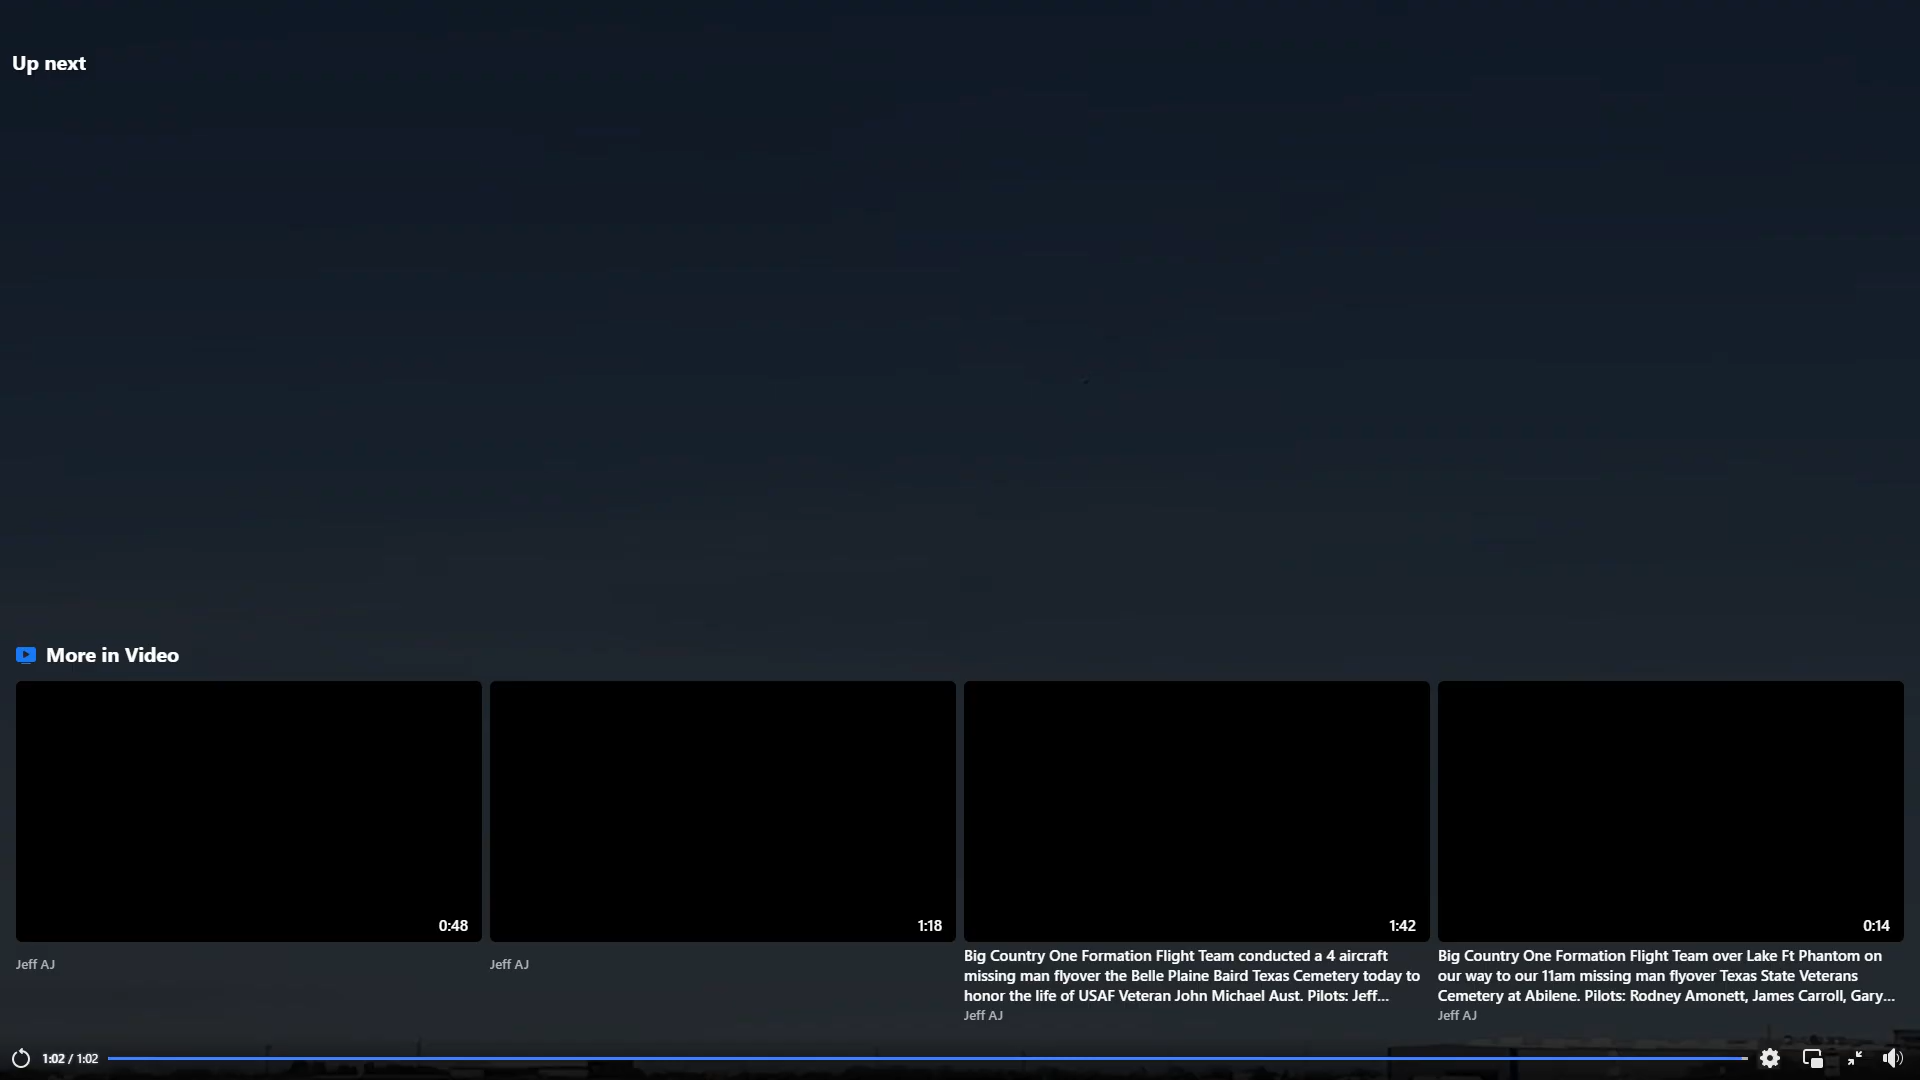 Up next
More in Video
0:48
1:18
1:42
0:14
Jeff AJ
Jeff AJ
Big Country One Formation Flight Team conducted a 4 aircraft
missing man flyover the Belle Plaine Baird Texas Cemetery today to
honor the life of USAF Veteran John Michael Aust. Pilots: Jeff...
Jeff AJ
Big Country One Formation Flight Team over Lake Ft Phantom on
our way to our 11am missing man flyover Texas State Veterans
Cemetery at Abilene. Pilots: Rodney Amonett, James Carroll, Gary...
Jeff AJ
1:02 / 1:02